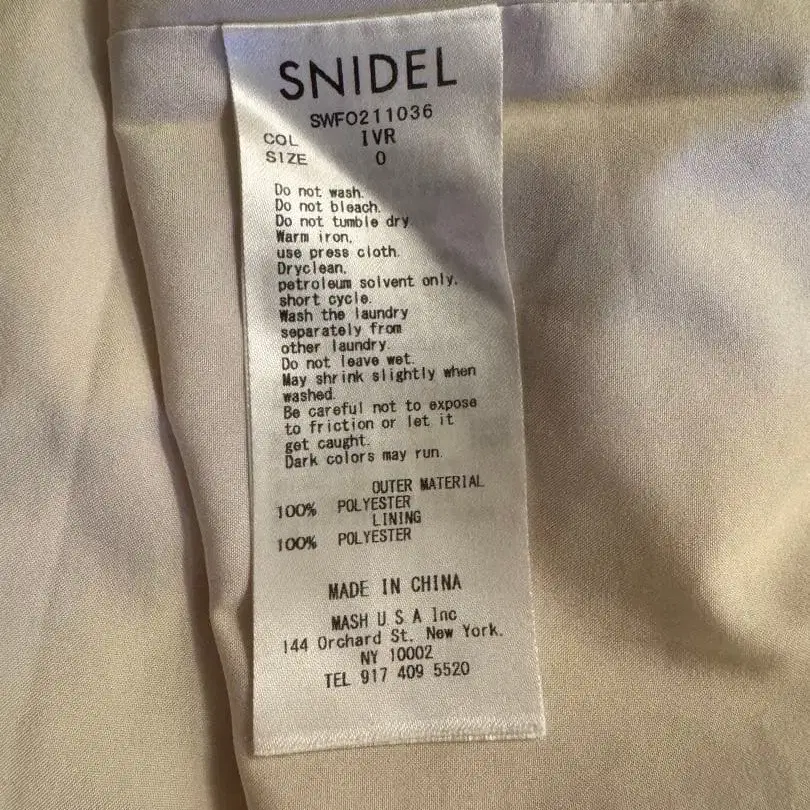 SNIDEL
SWFO211036
COL IVR
SIZE 0
Do not wash.
Do not bleach.
Do not tumble dry
Warm iron,
use press cloth.
Dryclean,
petroleum solvent only.
short cycle.
Wash the laundry
separately from
other laundry.
Do not leave wet.
May shrink slightly when
washed.
Be careful not to expose
to friction or let it
get caught.
Dark colors may run.
OUTER MATERIAL
100% POLYESTER
LINING
100% POLYESTER
MADE IN CHINA
MASH U S A Inc
144 Orchard St. New York.
NY 10002
TEL 917 409 5520